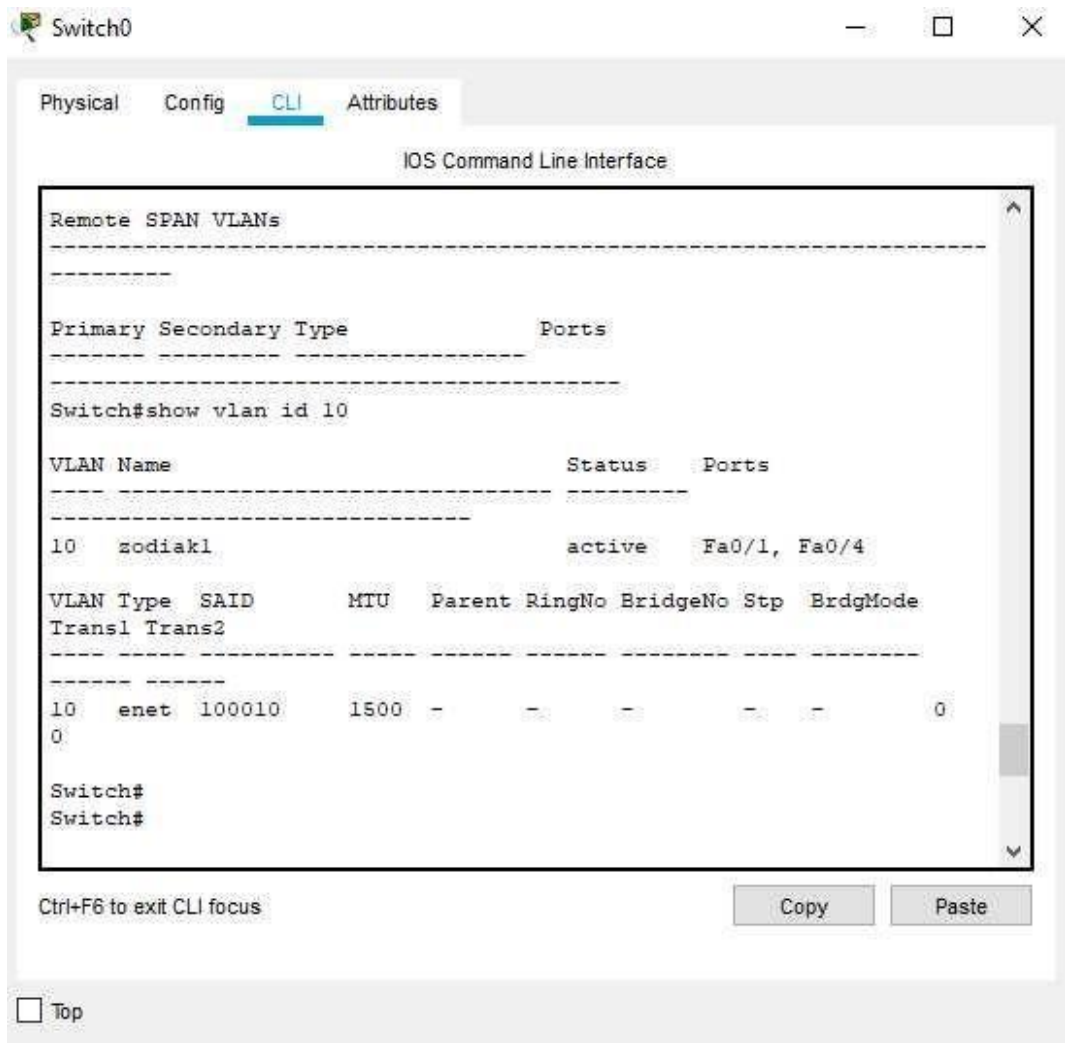 Switch0
Physical Config CLI Attributes
IOS Command Line Interface
Remote SPAN VLANs
----------------------------------------------------------------------
---------
Primary Secondary Type Ports
------- --------- -----------------
------------------------------------------
Switch#show vlan id 10
VLAN Name Status Ports
---- -------------------------------- ---------
-------------------------------
10 zodiak1 active Fa0/1, Fa0/4
VLAN Type SAID MTU Parent RingNo BridgeNo Stp BrdgMode
Trans1 Trans2
---- ----- ---------- ----- ------ ------ -------- ---- --------
------ ------
10 enet 100010 1500 - - - - - 0
0
Switch#
Switch#
Ctrl+F6 to exit CLI focus
Copy Paste
Top